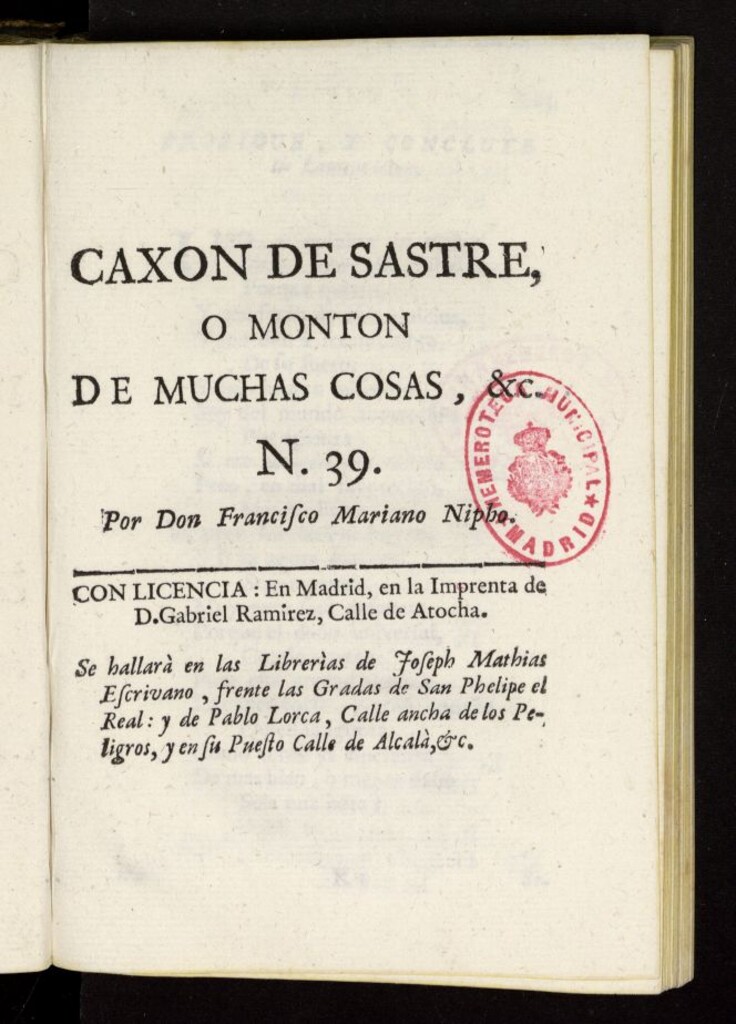 CAXON DE SASTRE,
O MONTON
DE MUCHAS COSAS, &c.
N. 39.
Por Don Franciſco Mariano Nipho.
CON LICENCIA : En Madrid, en la Imprenta de
D.Gabriel Ramirez, Calle de Atocha.
Se hallarà en las Librerìas de Joſeph Mathias
Eſcrivano, frente las Gradas de San Phelipe el
Real: y de Pablo Lorca, Calle ancha de los Pe-
ligros, y en ſu Pueſto Calle de Alcalà,&c.
HEMEROTECA MUNICIPAL
MADRID